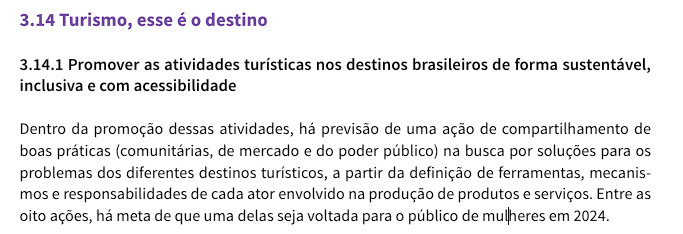 3.14 Turismo, esse é o destino
3.14.1 Promover as atividades turísticas nos destinos brasileiros de forma sustentável,
inclusiva e com acessibilidade
Dentro da promoção dessas atividades, há previsão de uma ação de compartilhamento de
boas práticas (comunitárias, de mercado e do poder público) na busca por soluções para os
problemas dos diferentes destinos turísticos, a partir da definição de ferramentas, mecanis-
mos e responsabilidades de cada ator envolvido na produção de produtos e serviços. Entre as
oito ações, há meta de que uma delas seja voltada para o público de mulheres em 2024.